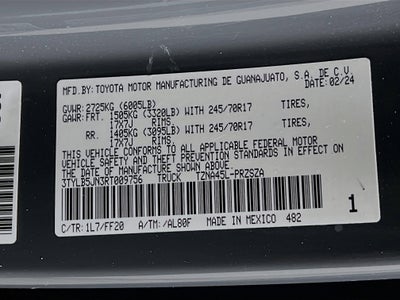 MFD.BY:TOYOTA MOTOR MANUFACTURING DE GUANAJUATO, S.A. DE C.V.
DATE:02/24
GVWR:2725KG (6005LB)
GAWR:FRT. 1505KG (3320LB) WITH 245/70R17 TIRES,
17X7J RIMS,
RR. 1405KG (3095LB) WITH 245/70R17 TIRES,
17X7J RIMS,
THIS VEHICLE CONFORMS TO ALL APPLICABLE FEDERAL MOTOR
VEHICLE SAFETY AND THEFT PREVENTION STANDARDS IN EFFECT ON
THE DATE OF MANUFACTURE SHOWN ABOVE.
3TYLB5JN3RT009756 TRUCK TZNA45L-PRZSZA
C/TR:1L7/FF20 A/TM:/AL80F MADE IN MEXICO 482
1